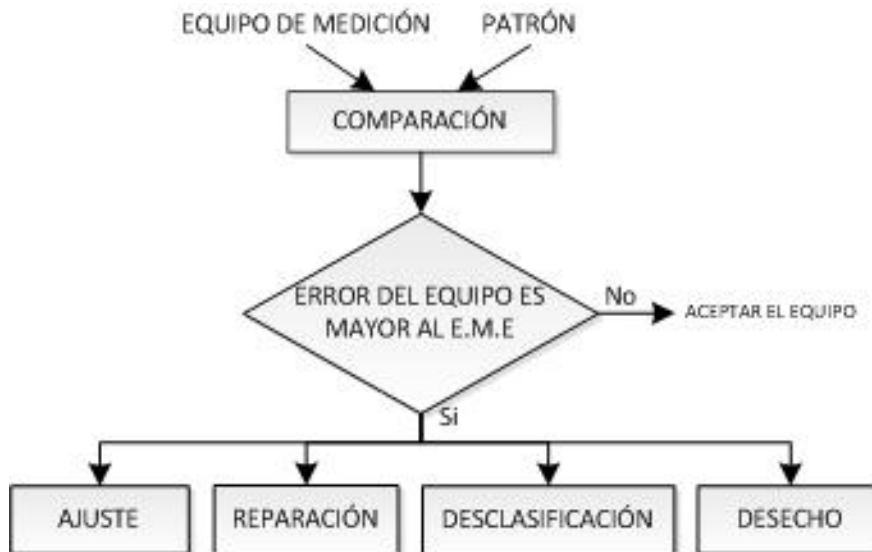 EQUIPO DE MEDICIÓN
PATRÓN
COMPARACIÓN
ERROR DEL EQUIPO ES
MAYOR AL E.M.E
No
ACEPTAR EL EQUIPO
Si
AJUSTE
REPARACIÓN
DESCLASIFICACIÓN
DESECHO